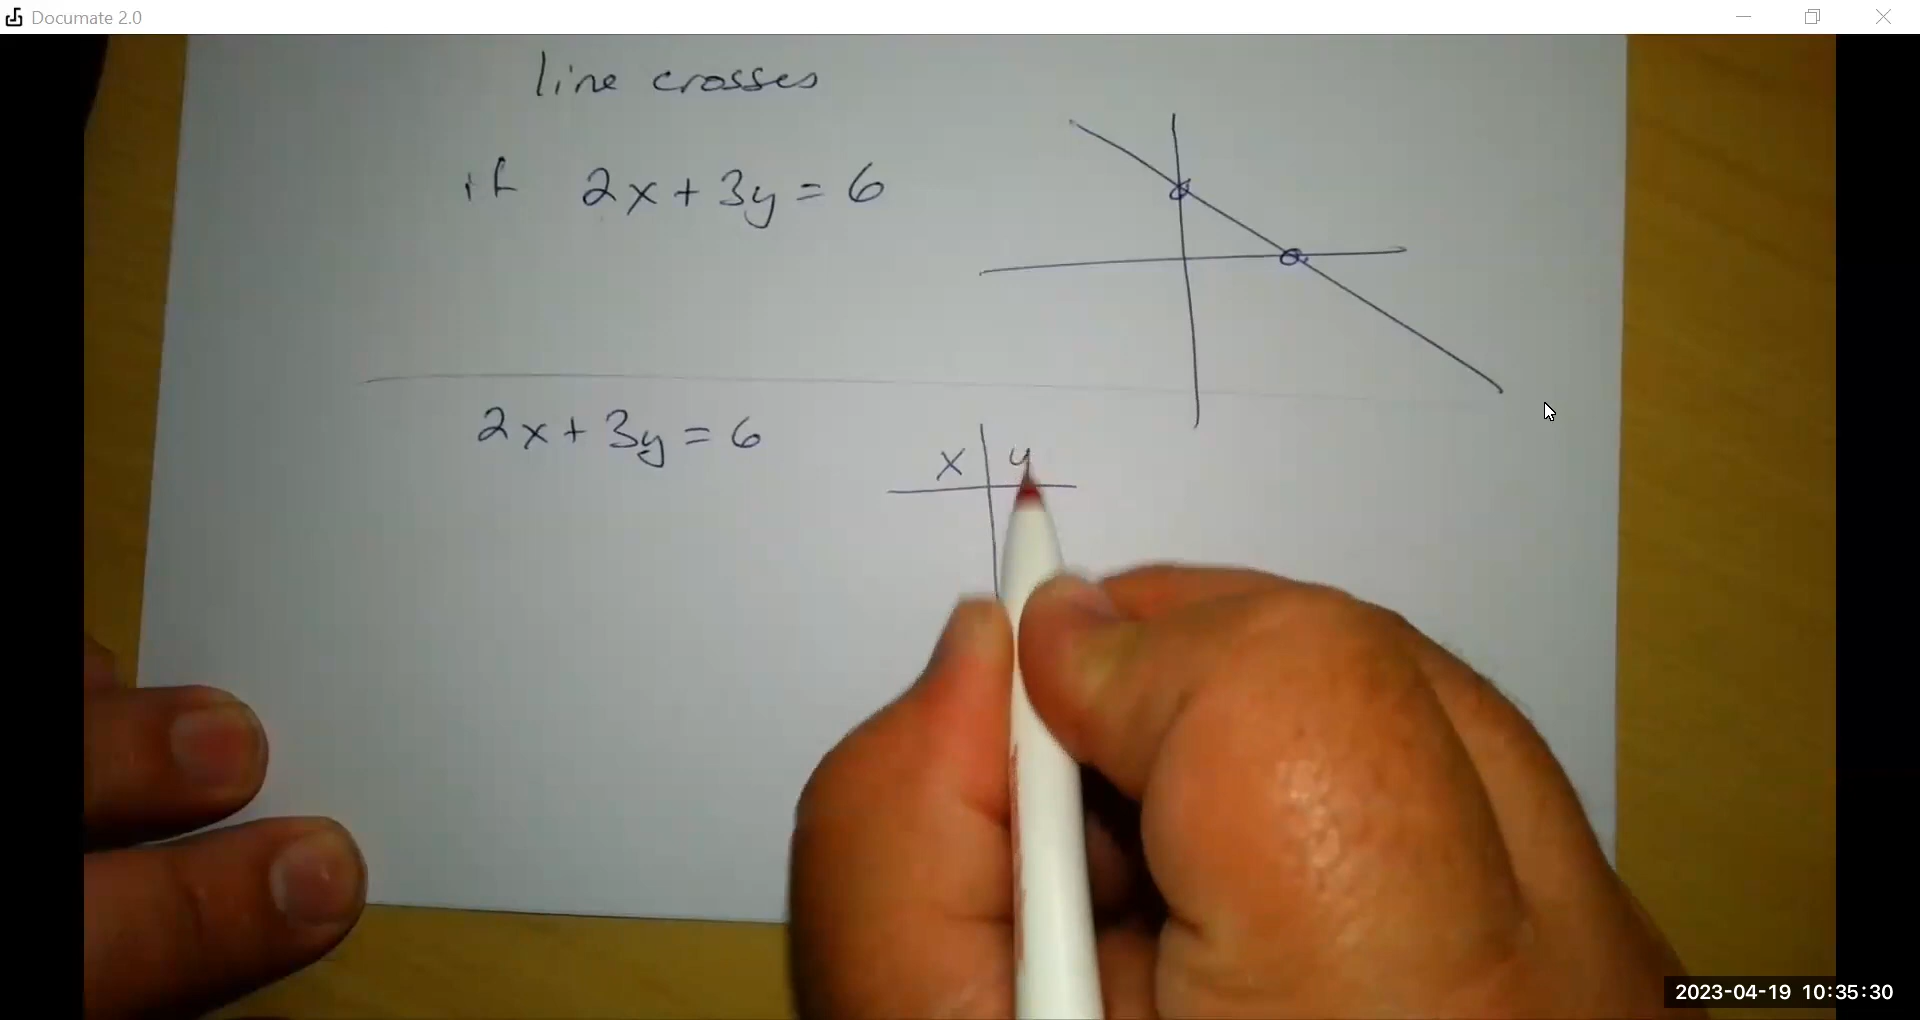 Documate 2.0
line crosses
if 2x + 3y = 6
2x + 3y = 6
x y
2023-04-19 10:35:30